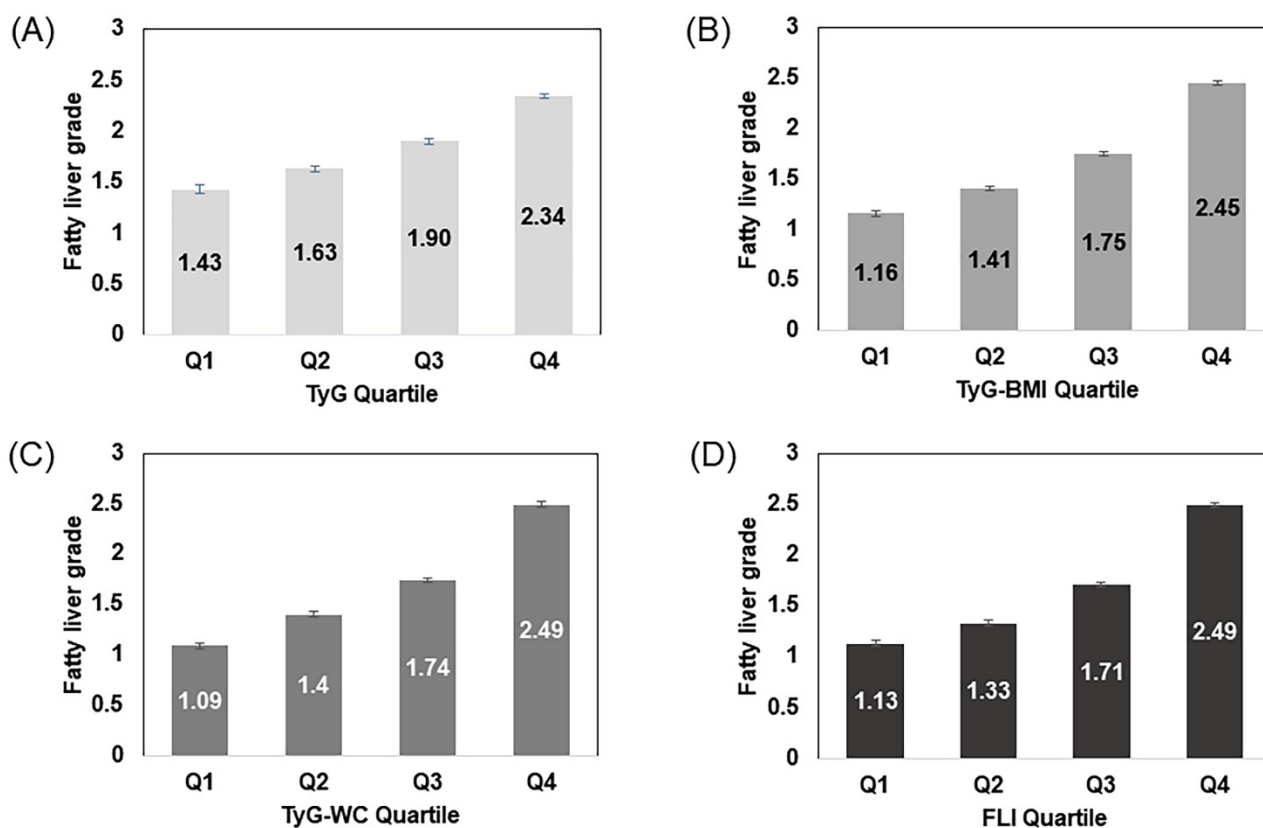 (A)
Fatty liver grade
3
2.5
2
1.5
1
0.5
0
1.43
1.63
1.90
2.34
Q1 Q2 Q3 Q4
TyG Quartile
(B)
Fatty liver grade
3
2.5
2
1.5
1
0.5
0
1.16
1.41
1.75
2.45
Q1 Q2 Q3 Q4
TyG-BMI Quartile
(C)
Fatty liver grade
3
2.5
2
1.5
1
0.5
0
1.09
1.4
1.74
2.49
Q1 Q2 Q3 Q4
TyG-WC Quartile
(D)
Fatty liver grade
3
2.5
2
1.5
1
0.5
0
1.13
1.33
1.71
2.49
Q1 Q2 Q3 Q4
FLI Quartile